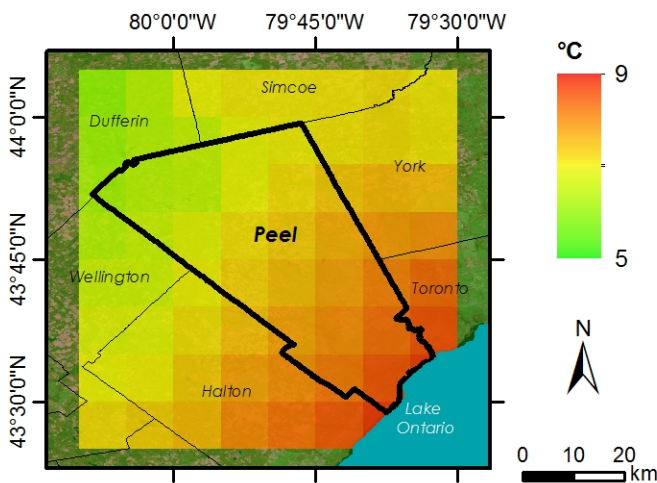 80°0'0"W 79°45'0"W 79°30'0"W
°C
9
5
44°0'0"N
43°45'0"N
43°30'0"N
Simcoe
Dufferin
York
Peel
Wellington
Toronto
Halton
Lake
Ontario
N
0 10 20
km